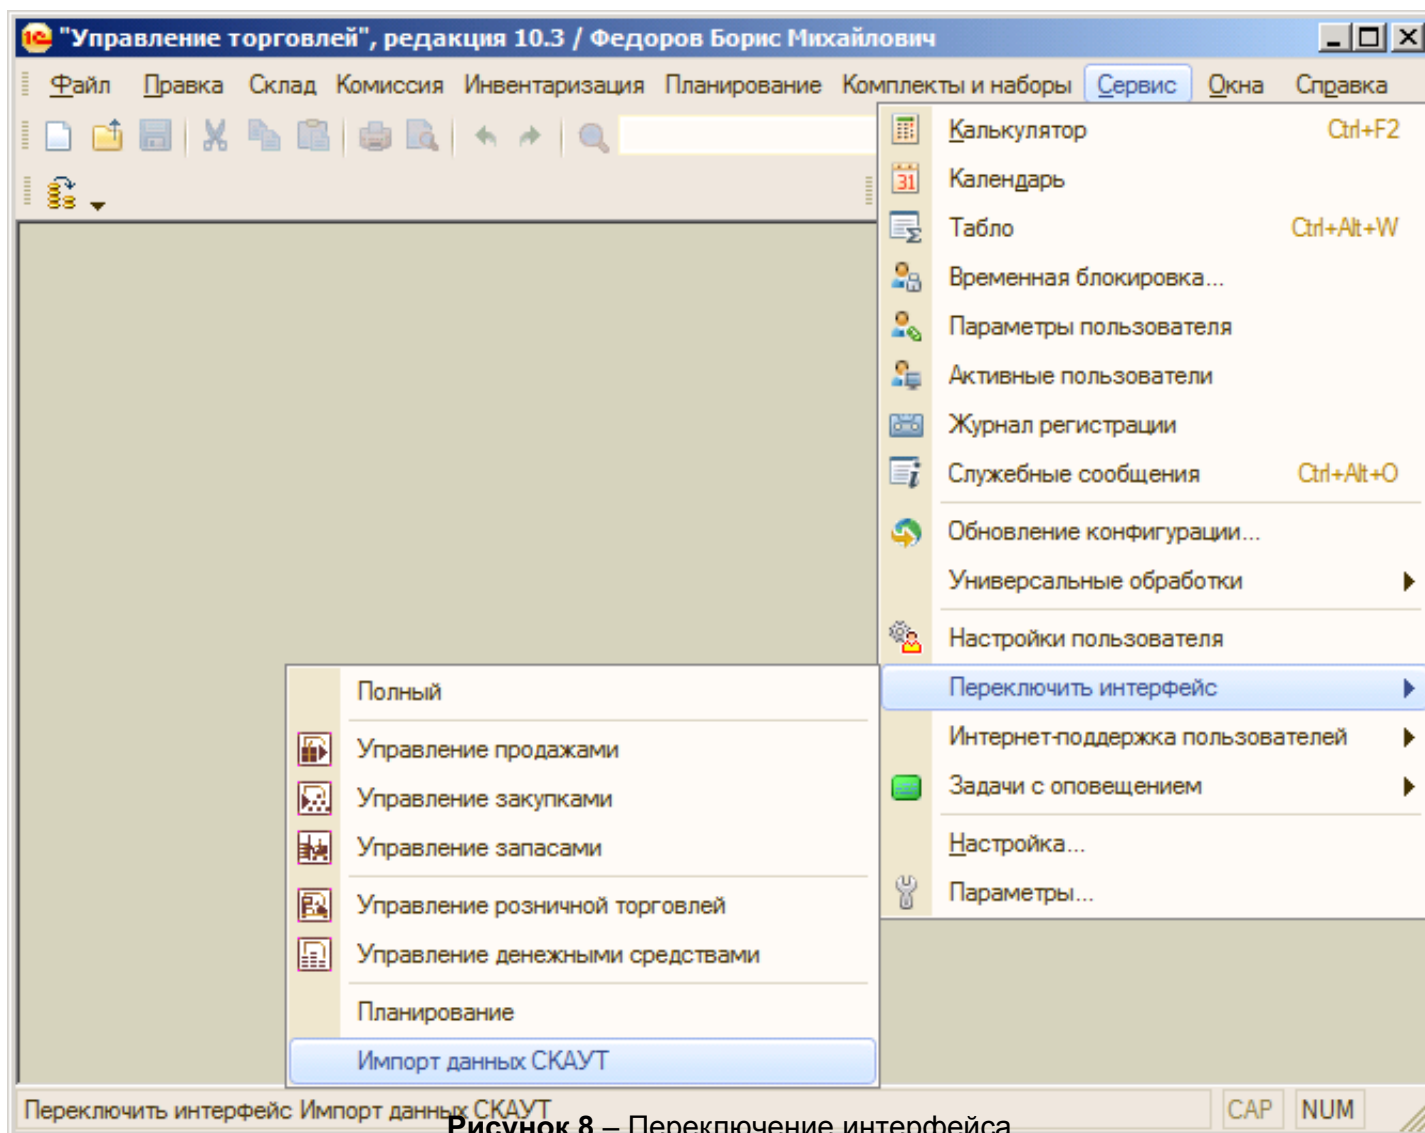 "Управление торговлей", редакция 10.3 / Федоров Борис Михайлович
Файл Правка Склад Комиссия Инвентаризация Планирование Комплекты и наборы Сервис Окна Справка
Калькулятор Ctrl+F2
31 Календарь
Табло Ctrl+Alt+W
Временная блокировка...
Параметры пользователя
Активные пользователи
Журнал регистрации
Служебные сообщения Ctrl+Alt+O
Обновление конфигурации...
Универсальные обработки
Настройки пользователя
Переключить интерфейс
Интернет-поддержка пользователей
Задачи с оповещением
Настройка...
Параметры...
Полный
Управление продажами
Управление закупками
Управление запасами
Управление розничной торговлей
Управление денежными средствами
Планирование
Импорт данных СКАУТ
Переключить интерфейс Импорт данных СКАУТ CAP NUM
Рисунок 8 – Переключение интерфейса